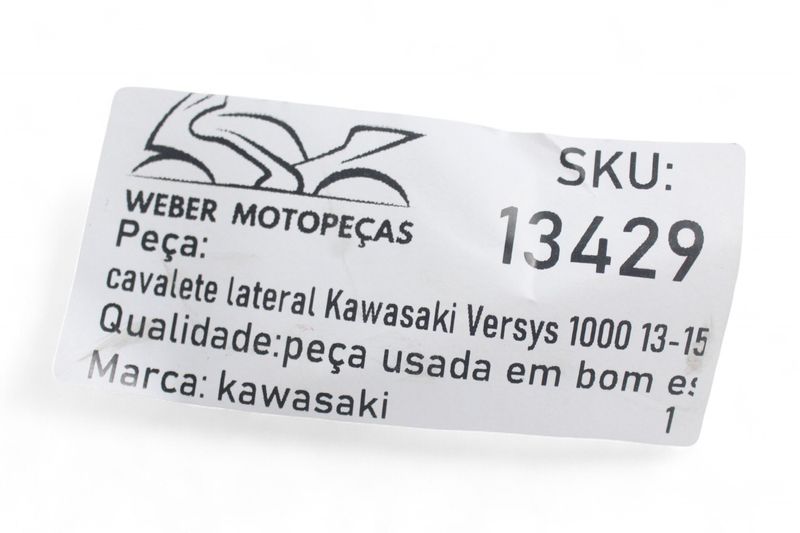 WEBER MOTOPEÇAS
SKU:
13429
Peça:
cavalete lateral Kawasaki Versys 1000 13-15
Qualidade:peça usada em bom
Marca: kawasaki
1